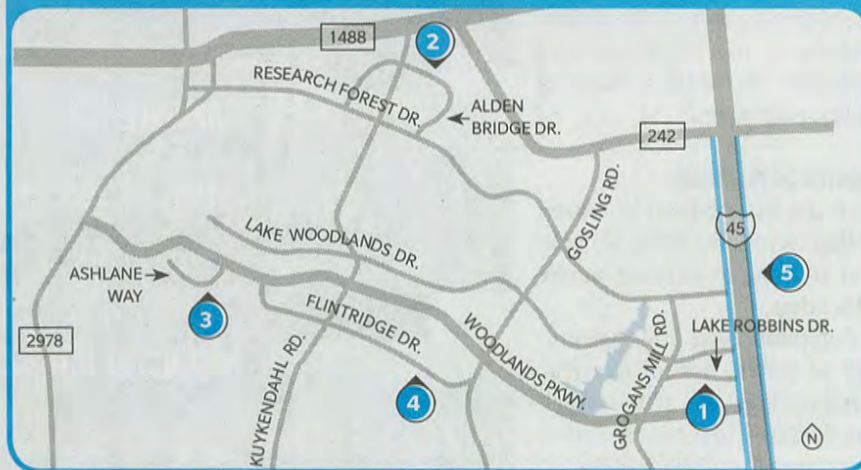 1488
2
RESEARCH FOREST DR.
ALDEN
BRIDGE DR.
242
GOSLING RD.
45
LAKE WOODLANDS DR.
5
ASHLANE
WAY
3
FLINTRIDGE DR.
LAKE ROBBINS DR.
2978
KUYKENDAHL RD.
4
WOODLANDS PKWY.
GROGANS MILL RD.
1
N